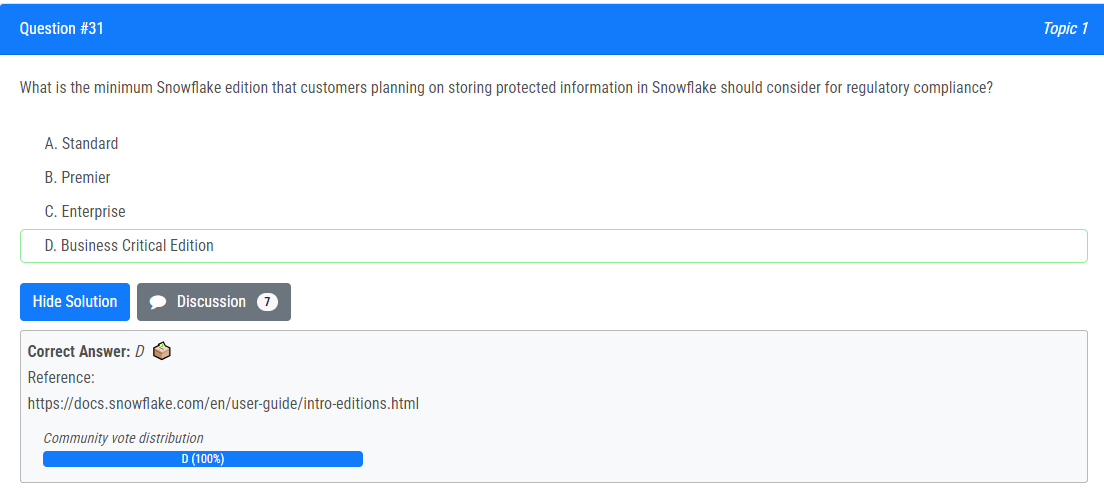 Question #31
Topic 1
What is the minimum Snowflake edition that customers planning on storing protected information in Snowflake should consider for regulatory compliance?
A. Standard
B. Premier
C. Enterprise
D. Business Critical Edition
Hide Solution
Discussion 7
Correct Answer: D
Reference:
https://docs.snowflake.com/en/user-guide/intro-editions.html
Community vote distribution
D (100%)